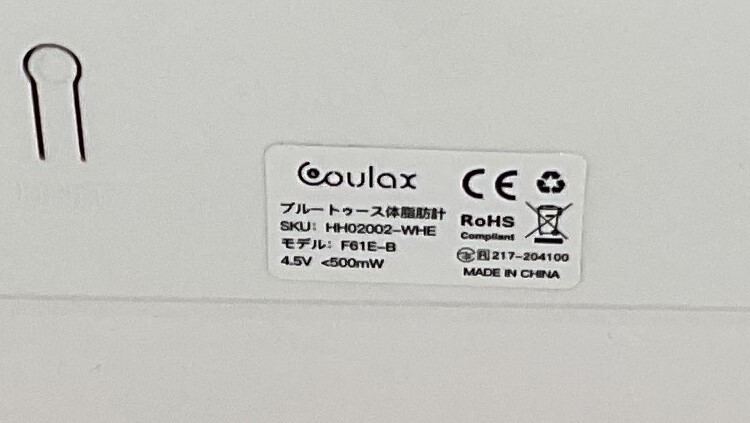 Coulax
ブルートゥース体脂肪計
SKU: HH02002-WHE
モデル: F61E-B
4.5V <500mW
CE
RoHS
Compliant
R 217-204100
MADE IN CHINA